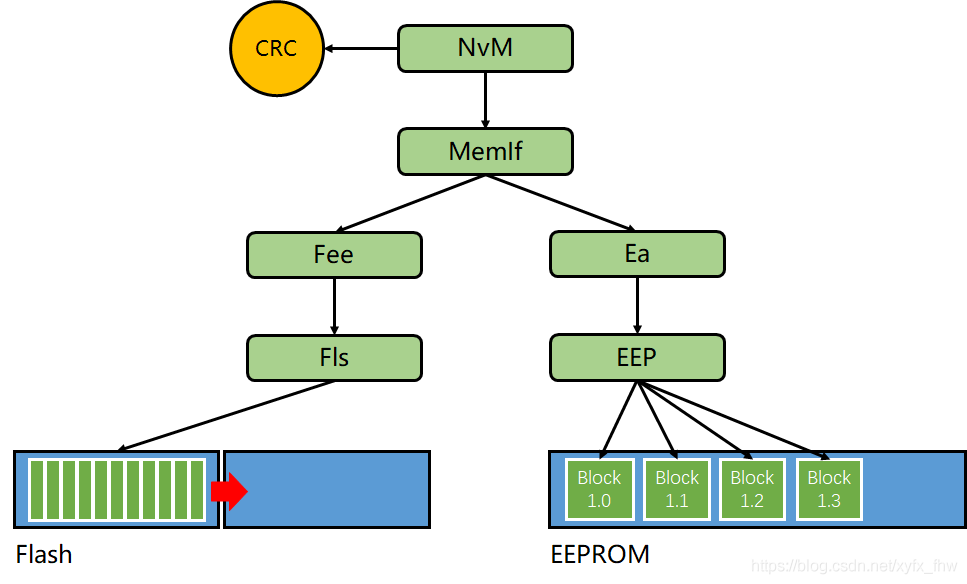 CRC
NvM
MemIf
Fee
Ea
Fls
EEP
Block
1.0
Block
1.1
Block
1.2
Block
1.3
Flash
EEPROM
https://blog.csdn.net/xyfx_fhw